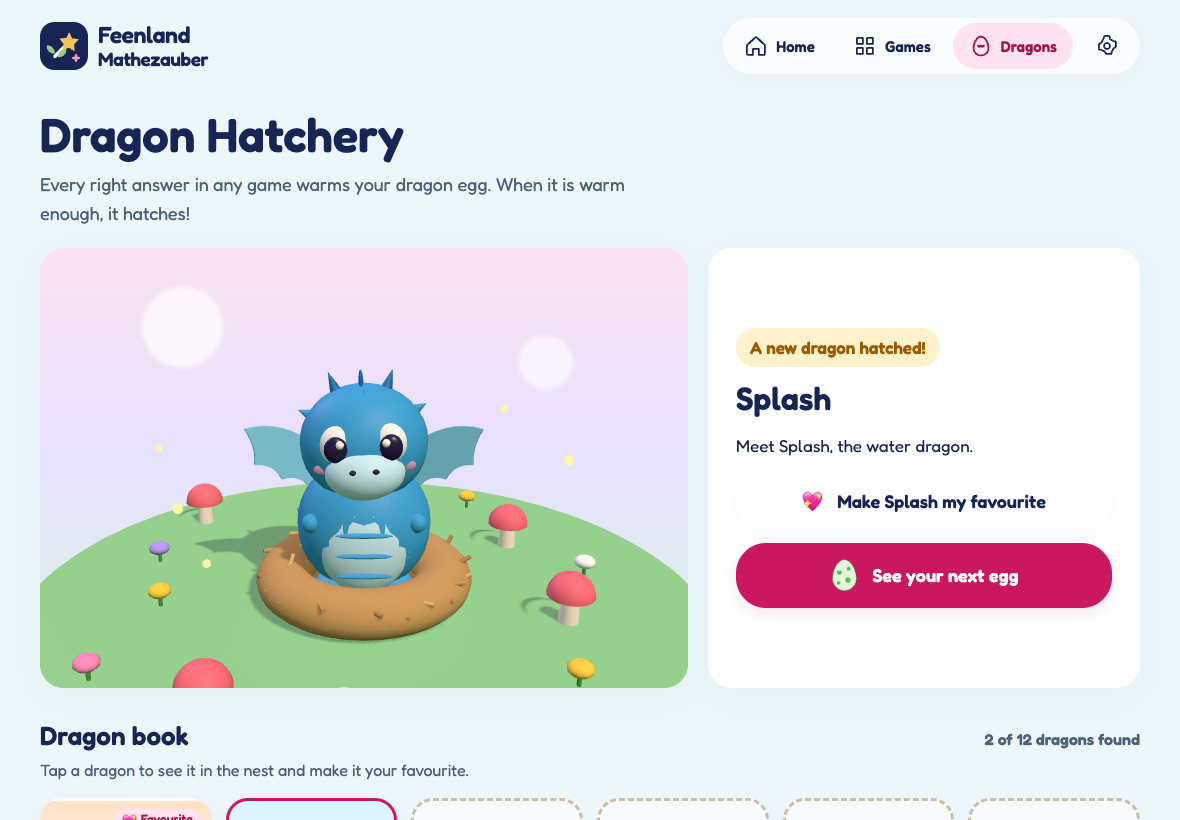 Feenland
Mathezauber
Home
Games
Dragons
Dragon Hatchery
Every right answer in any game warms your dragon egg. When it is warm
enough, it hatches!
A new dragon hatched!
Splash
Meet Splash, the water dragon.
Make Splash my favourite
See your next egg
Dragon book
2 of 12 dragons found
Tap a dragon to see it in the nest and make it your favourite.
Favourite